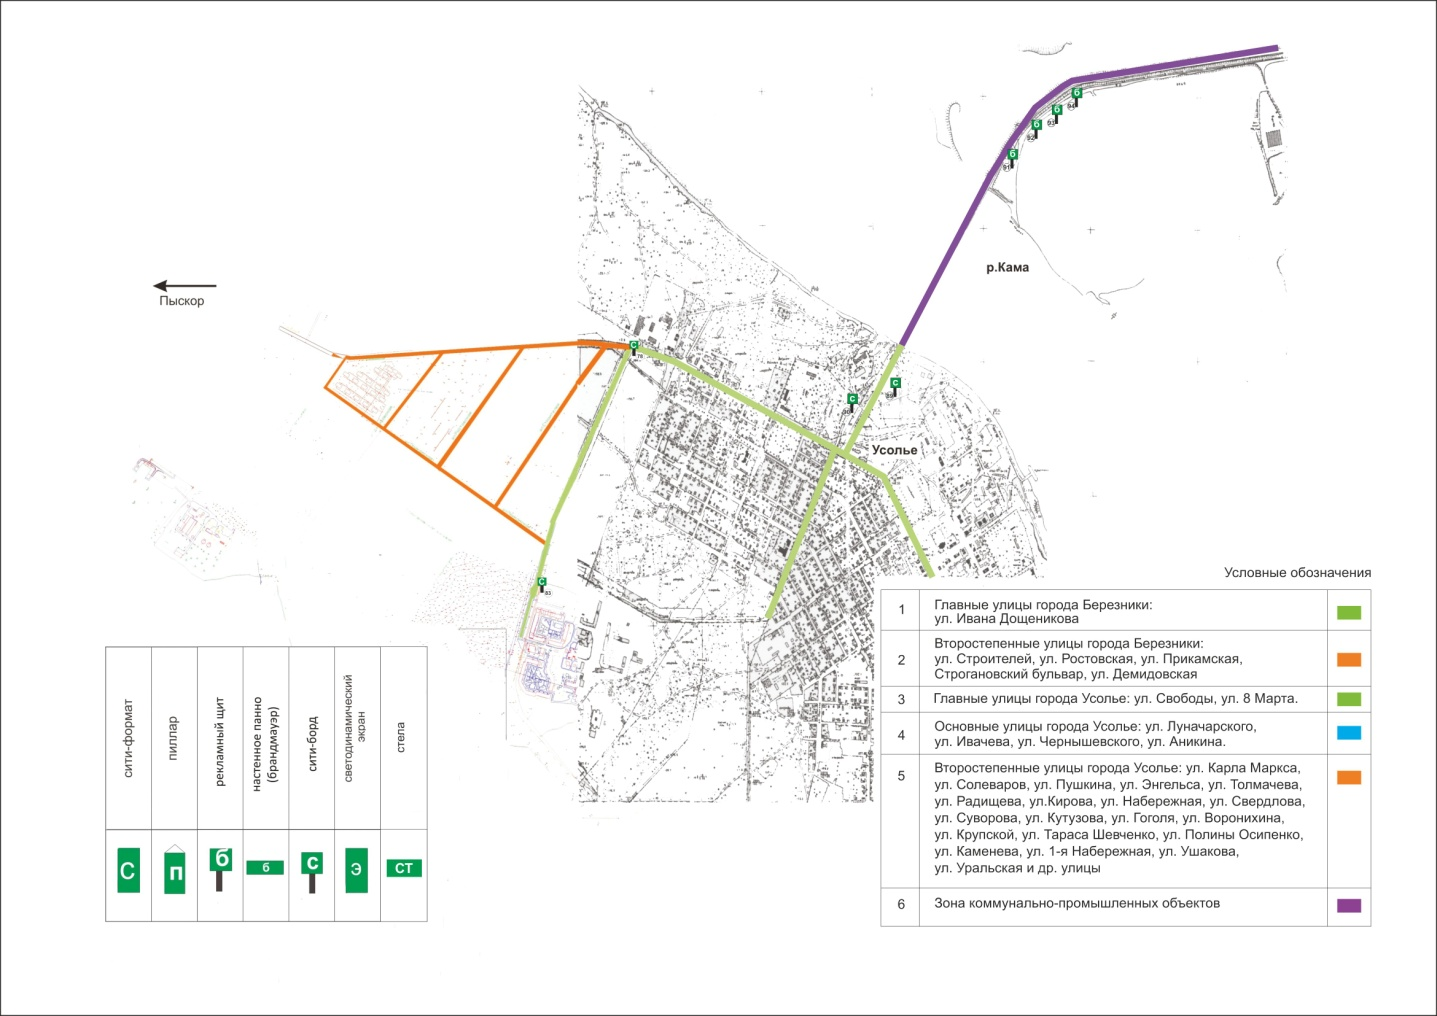 р.Кама
Пыскор
С
б
б
б
б
С
С
С
83
Усолье
Условные обозначения
1 Главные улицы города Березники:
ул. Ивана Дощеникова
2 Второстепенные улицы города Березники:
ул. Строителей, ул. Ростовская, ул. Прикамская,
Строгановский бульвар, ул. Демидовская
3 Главные улицы города Усолье: ул. Свободы, ул. 8 Марта.
4 Основные улицы города Усолье: ул. Луначарского,
ул. Ивачева, ул. Чернышевского, ул. Аникина.
5 Второстепенные улицы города Усолье: ул. Карла Маркса,
ул. Солеваров, ул. Пушкина, ул. Энгельса, ул. Толмачева,
ул. Радищева, ул.Кирова, ул. Набережная, ул. Свердлова,
ул. Суворова, ул. Кутузова, ул. Гоголя, ул. Воронихина,
ул. Крупской, ул. Тараса Шевченко, ул. Полины Осипенко,
ул. Каменева, ул. 1-я Набережная, ул. Ушакова,
ул. Уральская и др. улицы
6 Зона коммунально-промышленных объектов
сити-формат
пиллар
рекламный щит
настенное панно
(брандмауэр)
сити-борд
светодинамический
экран
стела
С
п
б
б
с
Э
СТ